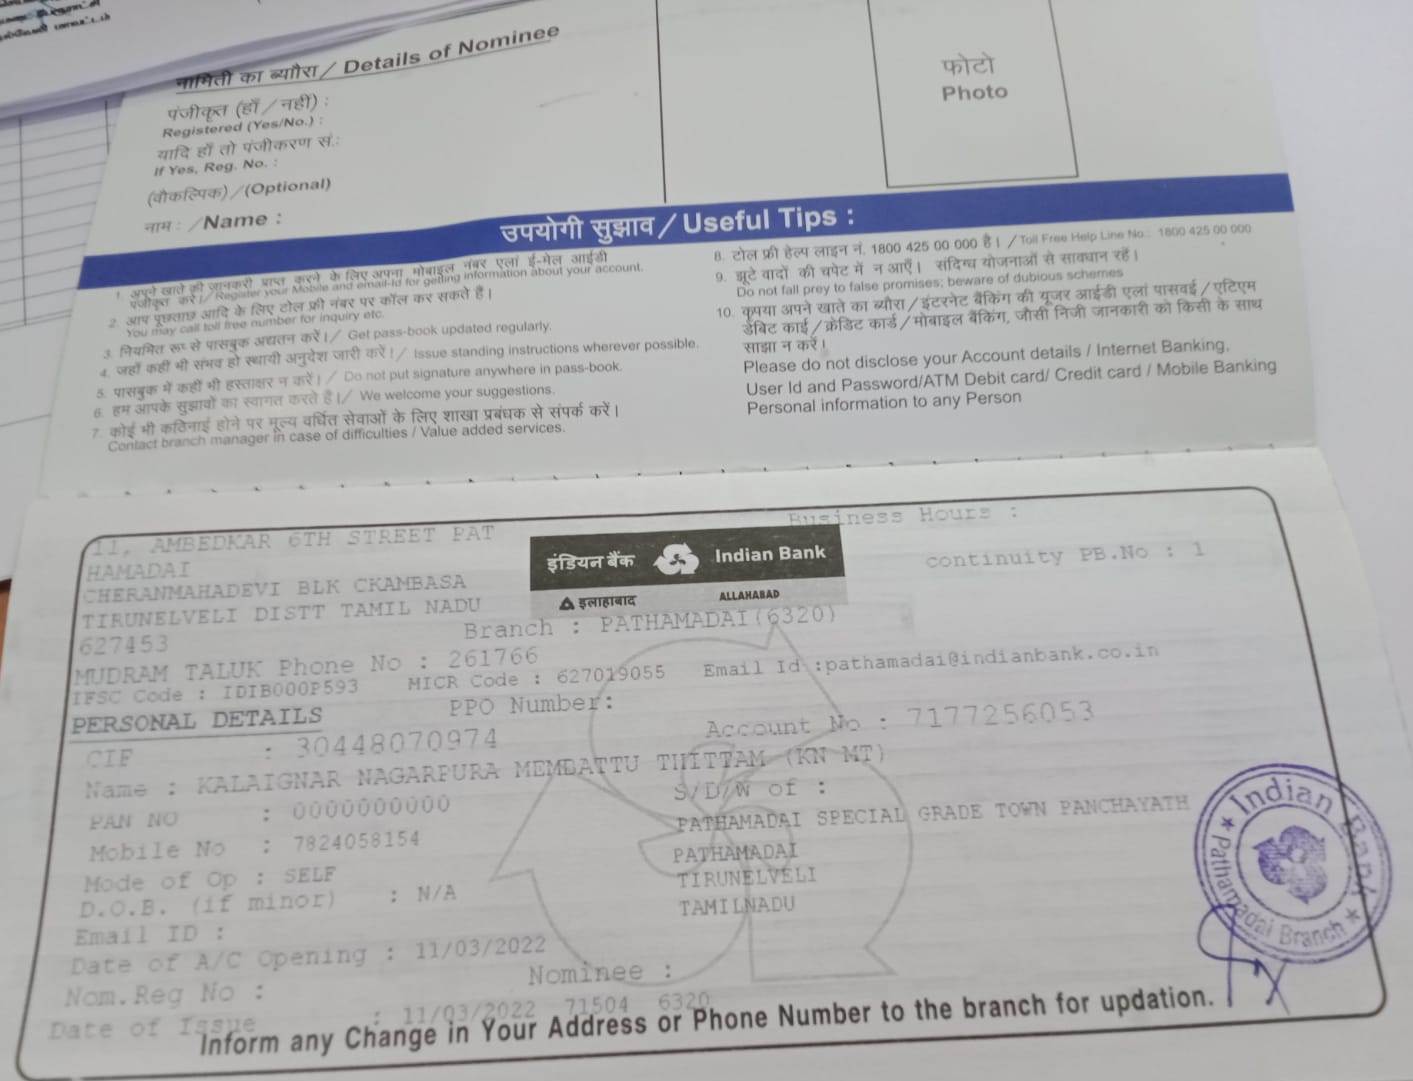 नामिती का ब्यौरा / Details of Nominee
पंजीकृत (हाँ / नहीं) :
Registered (Yes/No.) :
यादि हाँ तो पंजीकरण सं.:
If Yes, Reg. No. :
(वौकल्पिक) / (Optional)
नाम : / Name :
फोटो
Photo
उपयोगी सुझाव / Useful Tips :
1. अपने खाते की जानकारी प्राप्त करने के लिए अपना मोबाइल नंबर एलां ई-मेल आईडी
पंजीकृत करें। / Register your Mobile and email-Id for getting information about your account.
2. आप पूछताछ आदि के लिए टोल फ्री नंबर पर कॉल कर सकते हैं।
You may call toll free number for inquiry etc.
3. नियमित रूप से पासबुक अद्यतन करें। / Get pass-book updated regularly.
4. जहाँ कहीं भी संभव हो स्थायी अनुदेश जारी करें। / Issue standing instructions wherever possible.
5. पासबुक में कहीं भी हस्ताक्षर न करें। / Do not put signature anywhere in pass-book.
6. हम आपके सुझावों का स्वागत करते हैं। / We welcome your suggestions.
7. कोई भी कठिनाई होने पर मूल्य वर्धित सेवाओं के लिए शाखा प्रबंधक से संपर्क करें।
Contact branch manager in case of difficulties / Value added services.
8. टोल फ्री हेल्प लाइन नं. 1800 425 00 000 है। / Toll Free Help Line No.: 1800 425 00 000
9. झूटे वादों की चपेट में न आएँ। संदिग्ध योजनाओं से सावधान रहें।
Do not fall prey to false promises; beware of dubious schemes
10. कृपया अपने खाते का ब्यौरा / इंटरनेट बैंकिंग की यूजर आईडी एलां पासवर्ड / एटिएम
डेबिट कार्ड / क्रेडिट कार्ड / मोबाइल बैंकिंग, जौसी निजी जानकारी को किसी के साथ
साझा न करें।
Please do not disclose your Account details / Internet Banking,
User Id and Password/ATM Debit card/ Credit card / Mobile Banking
Personal information to any Person
Business Hours :
11, AMBEDKAR 6TH STREET PAT
HAMADAI
CHERANMAHADEVI BLK CKAMBASA
TIRUNELVELI DISTT TAMIL NADU
627453
इंडियन बैंक Indian Bank
इलाहाबाद ALLAHABAD
continuity PB.No : 1
Branch : PATHAMADAI(6320)
MUDRAM TALUK Phone No : 261766
IFSC Code : IDIB000P593 MICR Code : 627019055 Email Id :pathamadai@indianbank.co.in
PERSONAL DETAILS PPO Number:
CIF : 30448070974 Account No : 7177256053
Name : KALAIGNAR NAGARPURA MEMBATTU THITTAM (KN MT)
PAN NO : 0000000000 S/D/W of :
Mobile No : 7824058154 PATHAMADAI SPECIAL GRADE TOWN PANCHAYATH
Mode of Op : SELF PATHAMADAI
D.O.B. (if minor) : N/A TIRUNELVELI
Email ID : TAMILNADU
Date of A/C Opening : 11/03/2022
Nom.Reg No : Nominee :
Date of Issue : 11/03/2022 71504 6320
Inform any Change in Your Address or Phone Number to the branch for updation.
Indian Bank
* Pathamadai Branch *